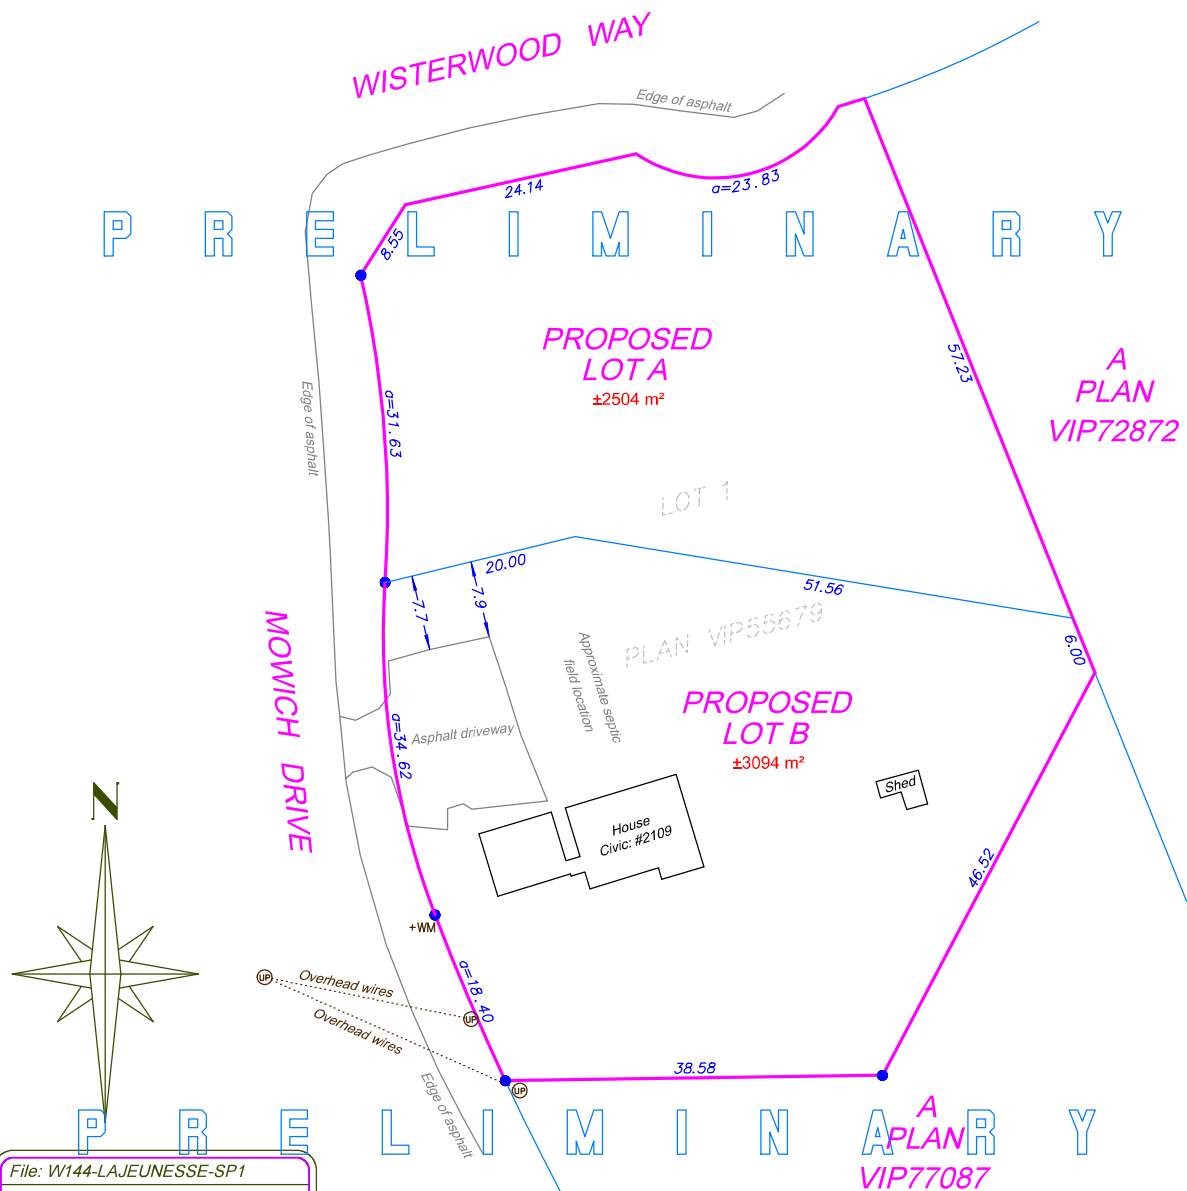 WISTERWOOD WAY
Edge of asphalt
24.14
a=23.83
PRELIMINARY
8.55
PROPOSED
LOT A
±2504 m²
57.23
A
PLAN
VIP72872
Edge of asphalt
a=31.63
LOT 1
20.00
51.56
7.7
7.9
PLAN VIP55679
6.00
Approximate septic
field location
MOWICH DRIVE
PROPOSED
LOT B
±3094 m²
a=34.62
Asphalt driveway
Shed
House
Civic: #2109
N
46.52
+WM
UP
Overhead wires
Overhead wires
a=18.40
UP
38.58
UP
Edge of asphalt
A
PLAN
VIP77087
PRELIMINARY
File: W144-LAJEUNESSE-SP1